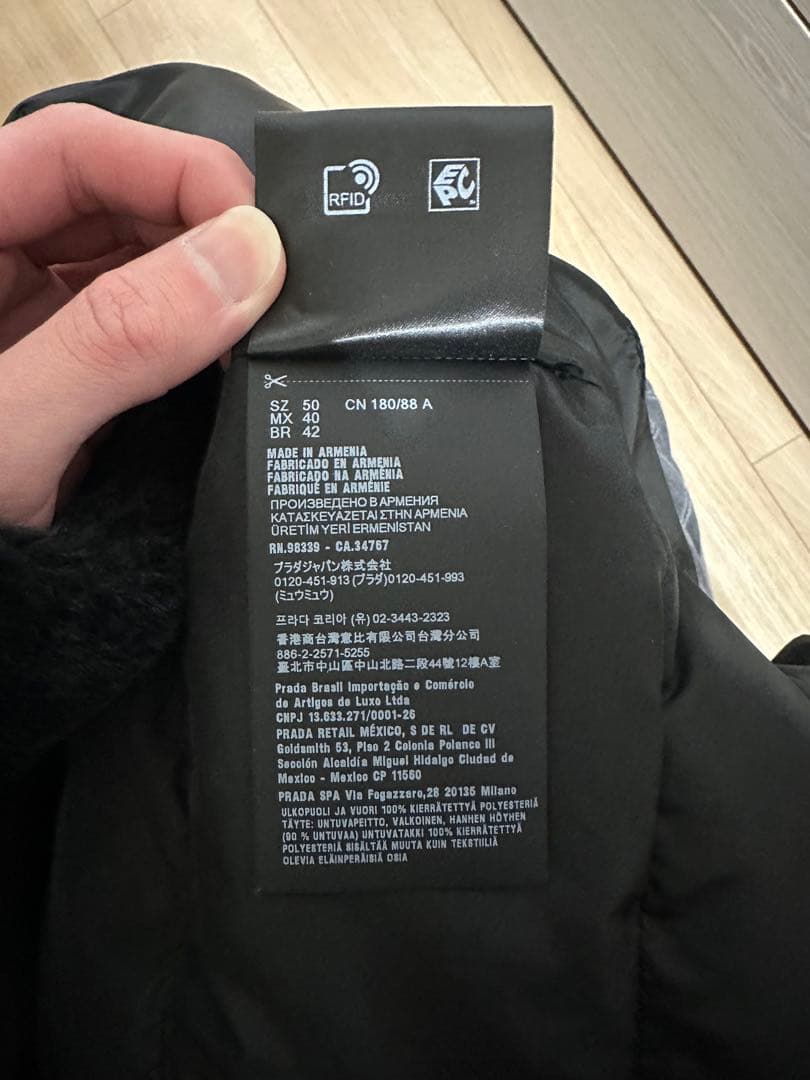 RFID
EPC
SZ 50 CN 180/88 A
MX 40
BR 42
MADE IN ARMENIA
FABRICADO EN ARMENIA
FABRICADO NA ARMÊNIA
FABRIQUÉ EN ARMÉNIE
ПРОИЗВЕДЕНО В АРМЕНИЯ
ΚΑΤΑΣΚΕΥΑΖΕΤΑΙ ΣΤΗΝ ΑΡΜΕΝΙΑ
ÜRETİM YERİ ERMENİSTAN
RN.98339 - CA.34767
プラダジャパン株式会社
0120-451-913 (プラダ)0120-451-993
(ミュウミュウ)
프라다 코리아 (유) 02-3443-2323
香港商台灣意比有限公司台灣分公司
886-2-2571-5255
臺北市中山區中山北路二段44號12樓A室
Prada Brasil Importação e Comércio
de Artigos de Luxo Ltda
CNPJ 13.633.271/0001-26
PRADA RETAIL MÉXICO, S DE RL DE CV
Goldsmith 53, Piso 2 Colonia Polanco III
Sección Alcaldía Miguel Hidalgo Ciudad de
Mexico - Mexico CP 11560
PRADA SPA Via Fogazzaro,28 20135 Milano
ULKOPUOLI JA VUORI 100% KIERRÄTETTYÄ POLYESTERIÄ
TÄYTE: UNTUVAPEITTO, VALKOINEN, HANHEN HÖYHEN
(90 % UNTUVAA) UNTUVATAKKI 100% KIERRÄTETTYÄ
POLYESTERIÄ SISÄLTÄÄ MUUTA KUIN TEKSTIILIÄ
OLEVIA ELÄINPERÄISIÄ OSIA